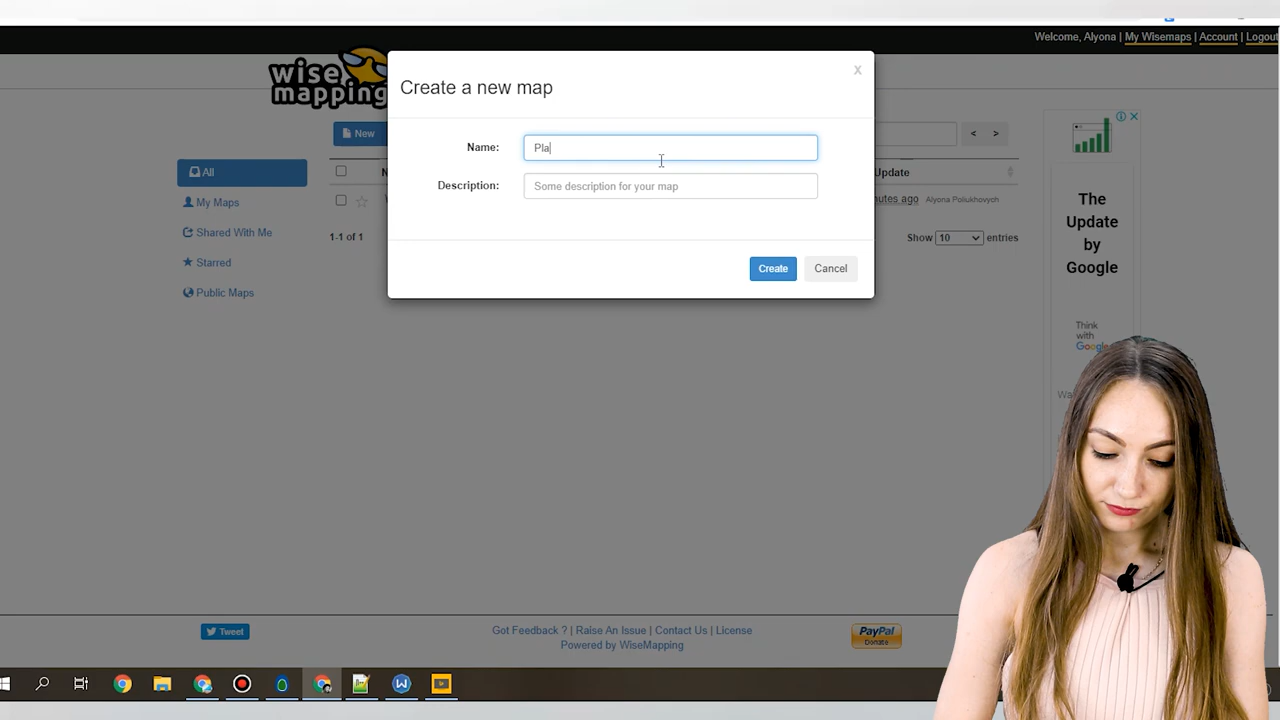 Welcome, Alyona | My Wisemaps | Account | Logout
wise
mapping
Create a new map
X
Name:
Pla
Description:
Some description for your map
Create
Cancel
New
<
>
All
My Maps
Shared With Me
Starred
Public Maps
N
Update
Alyona Poliukhovych
1-1 of 1
Show 10 entries
The
Update
by
Google
Think
with
Google
Tweet
Got Feedback ? | Raise An Issue | Contact Us | License
Powered by WiseMapping
PayPal
Donate